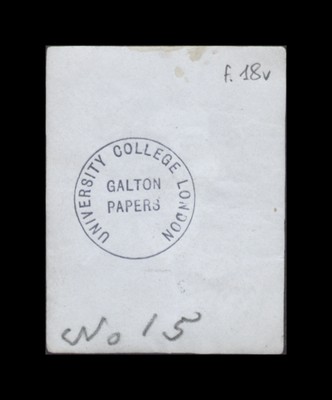 f. 18v
UNIVERSITY COLLEGE LONDON
GALTON
PAPERS
No 15